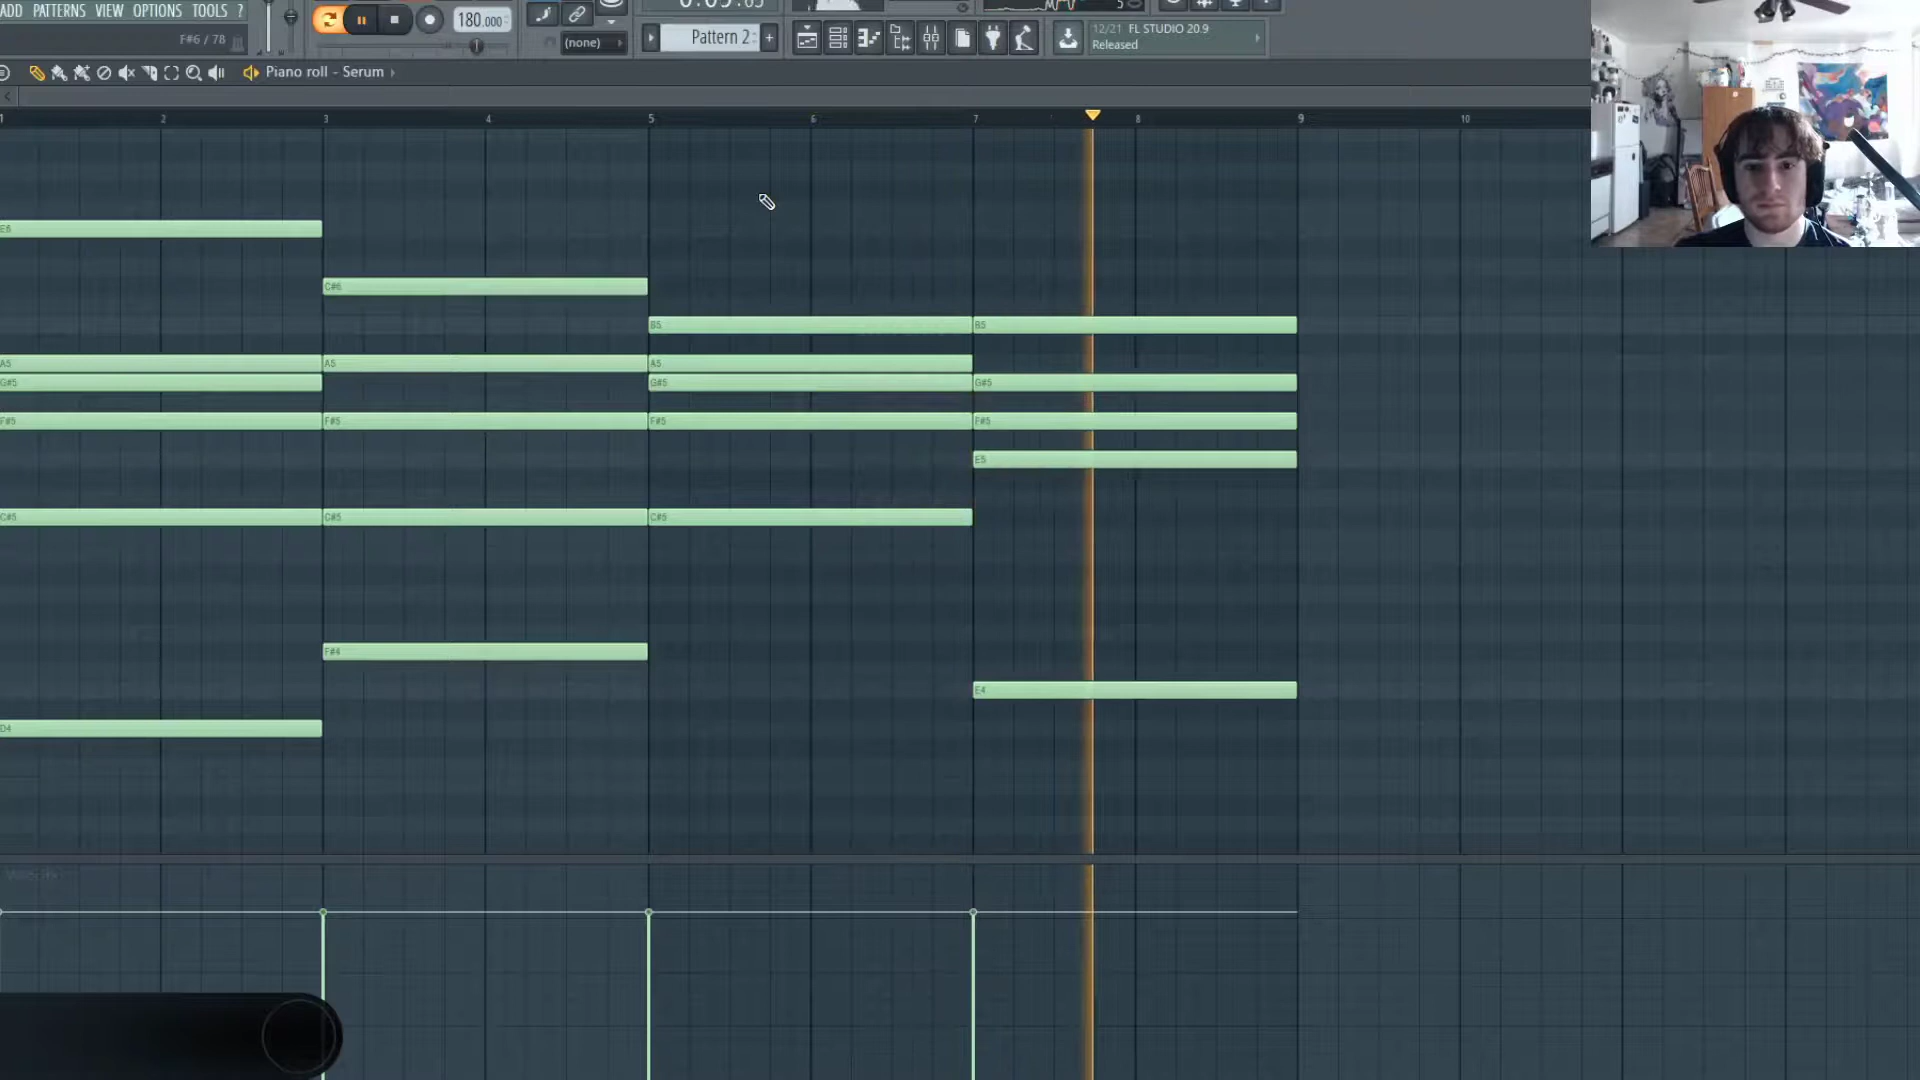 ADD PATTERNS VIEW OPTIONS TOOLS ?
F#6 / 78
180.000
(none)
Pattern 2
12/21 FL STUDIO 20.9
Released
5
Piano roll - Serum
1 2 3 4 5 6 7 8 9 10
E6
C#6
B5 B5
A5 A5 A5
G#5 G#5 G#5
F#5 F#5 F#5 F#5
E5
C#5 C#5 C#5
F#4
E4
D4